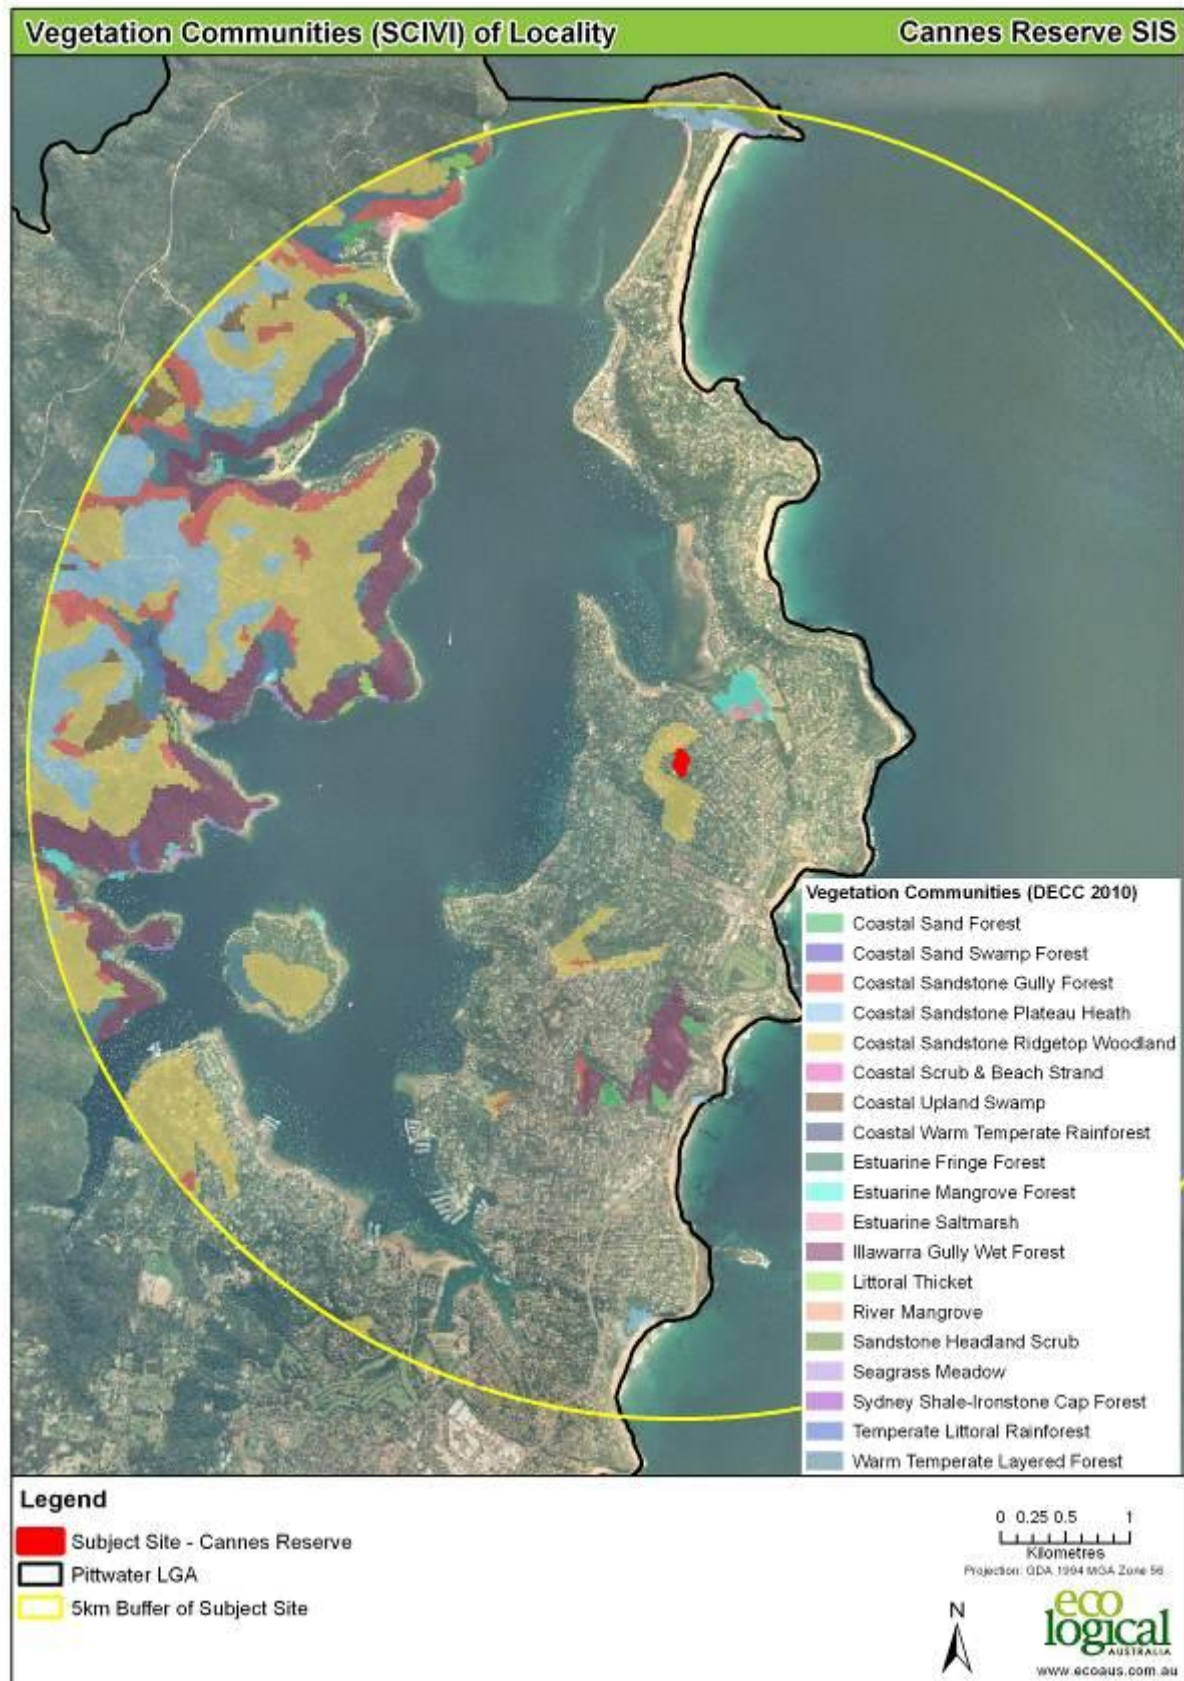 Vegetation Communities (SCIVI) of Locality
Cannes Reserve SIS
Vegetation Communities (DECC 2010)
Coastal Sand Forest
Coastal Sand Swamp Forest
Coastal Sandstone Gully Forest
Coastal Sandstone Plateau Heath
Coastal Sandstone Ridgetop Woodland
Coastal Scrub & Beach Strand
Coastal Upland Swamp
Coastal Warm Temperate Rainforest
Estuarine Fringe Forest
Estuarine Mangrove Forest
Estuarine Saltmarsh
Illawarra Gully Wet Forest
Littoral Thicket
River Mangrove
Sandstone Headland Scrub
Seagrass Meadow
Sydney Shale-Ironstone Cap Forest
Temperate Littoral Rainforest
Warm Temperate Layered Forest
Legend
Subject Site - Cannes Reserve
Pittwater LGA
5km Buffer of Subject Site
0 0.25 0.5 1
Kilometres
Projection: GDA 1994 MGA Zone 56
N
eco
logical
AUSTRALIA
www.ecoaus.com.au